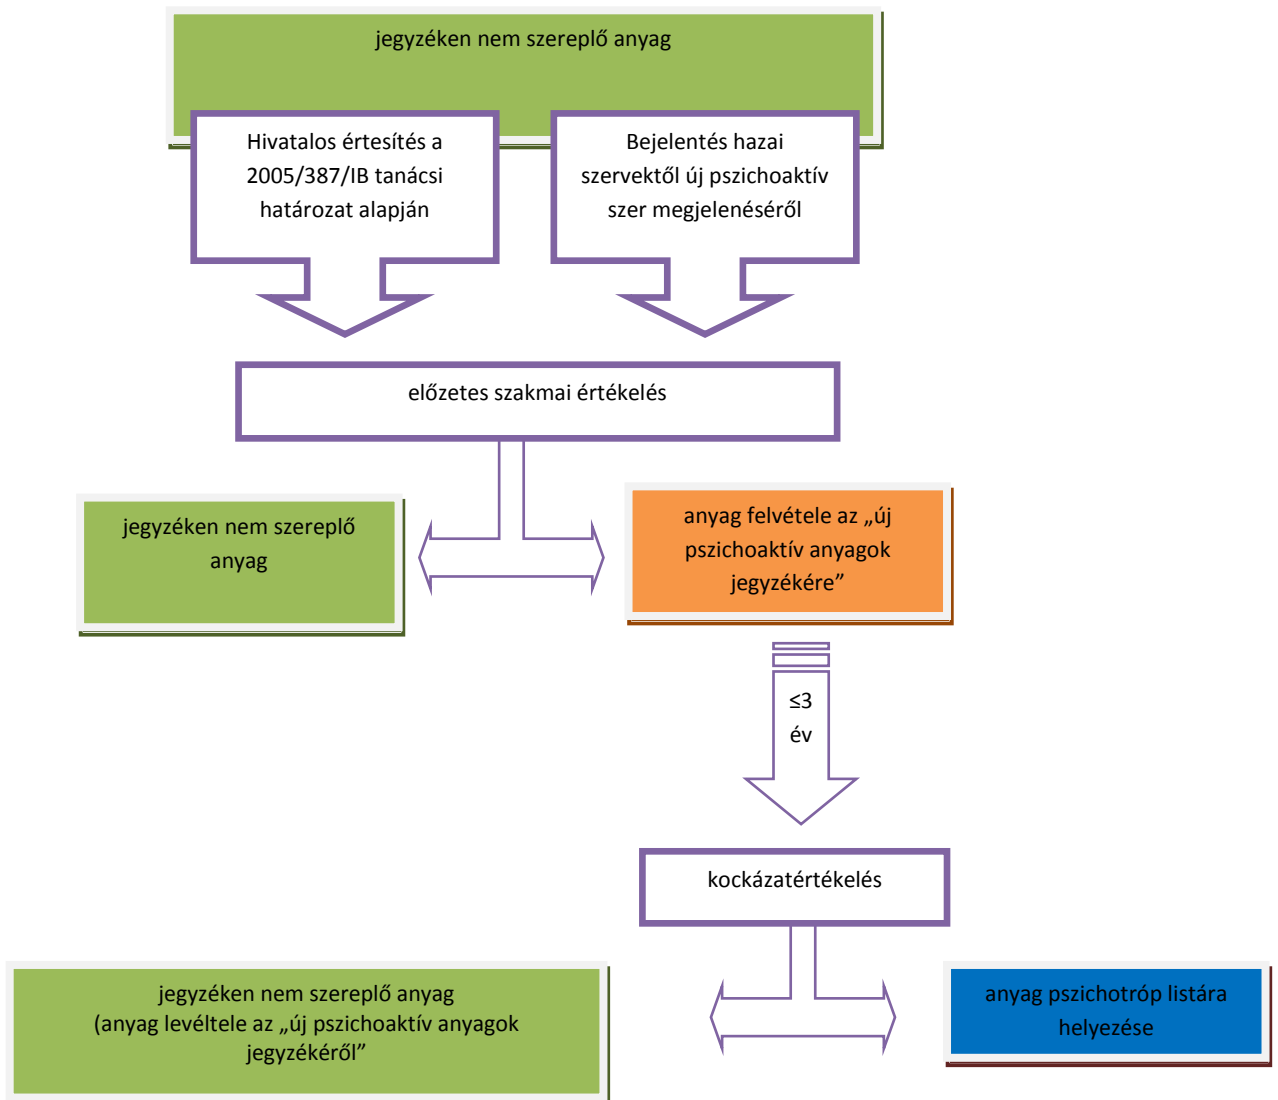 jegyzéken nem szereplő anyag
Hivatalos értesítés a
2005/387/IB tanácsi
határozat alapján
Bejelentés hazai
szervektől új pszichoaktív
szer megjelenéséről
előzetes szakmai értékelés
jegyzéken nem szereplő
anyag
anyag felvétele az „új
pszichoaktív anyagok
jegyzékére”
≤3
év
kockázatértékelés
jegyzéken nem szereplő anyag
(anyag levéltele az „új pszichoaktív anyagok
jegyzékéről”
anyag pszichotróp listára
helyezése